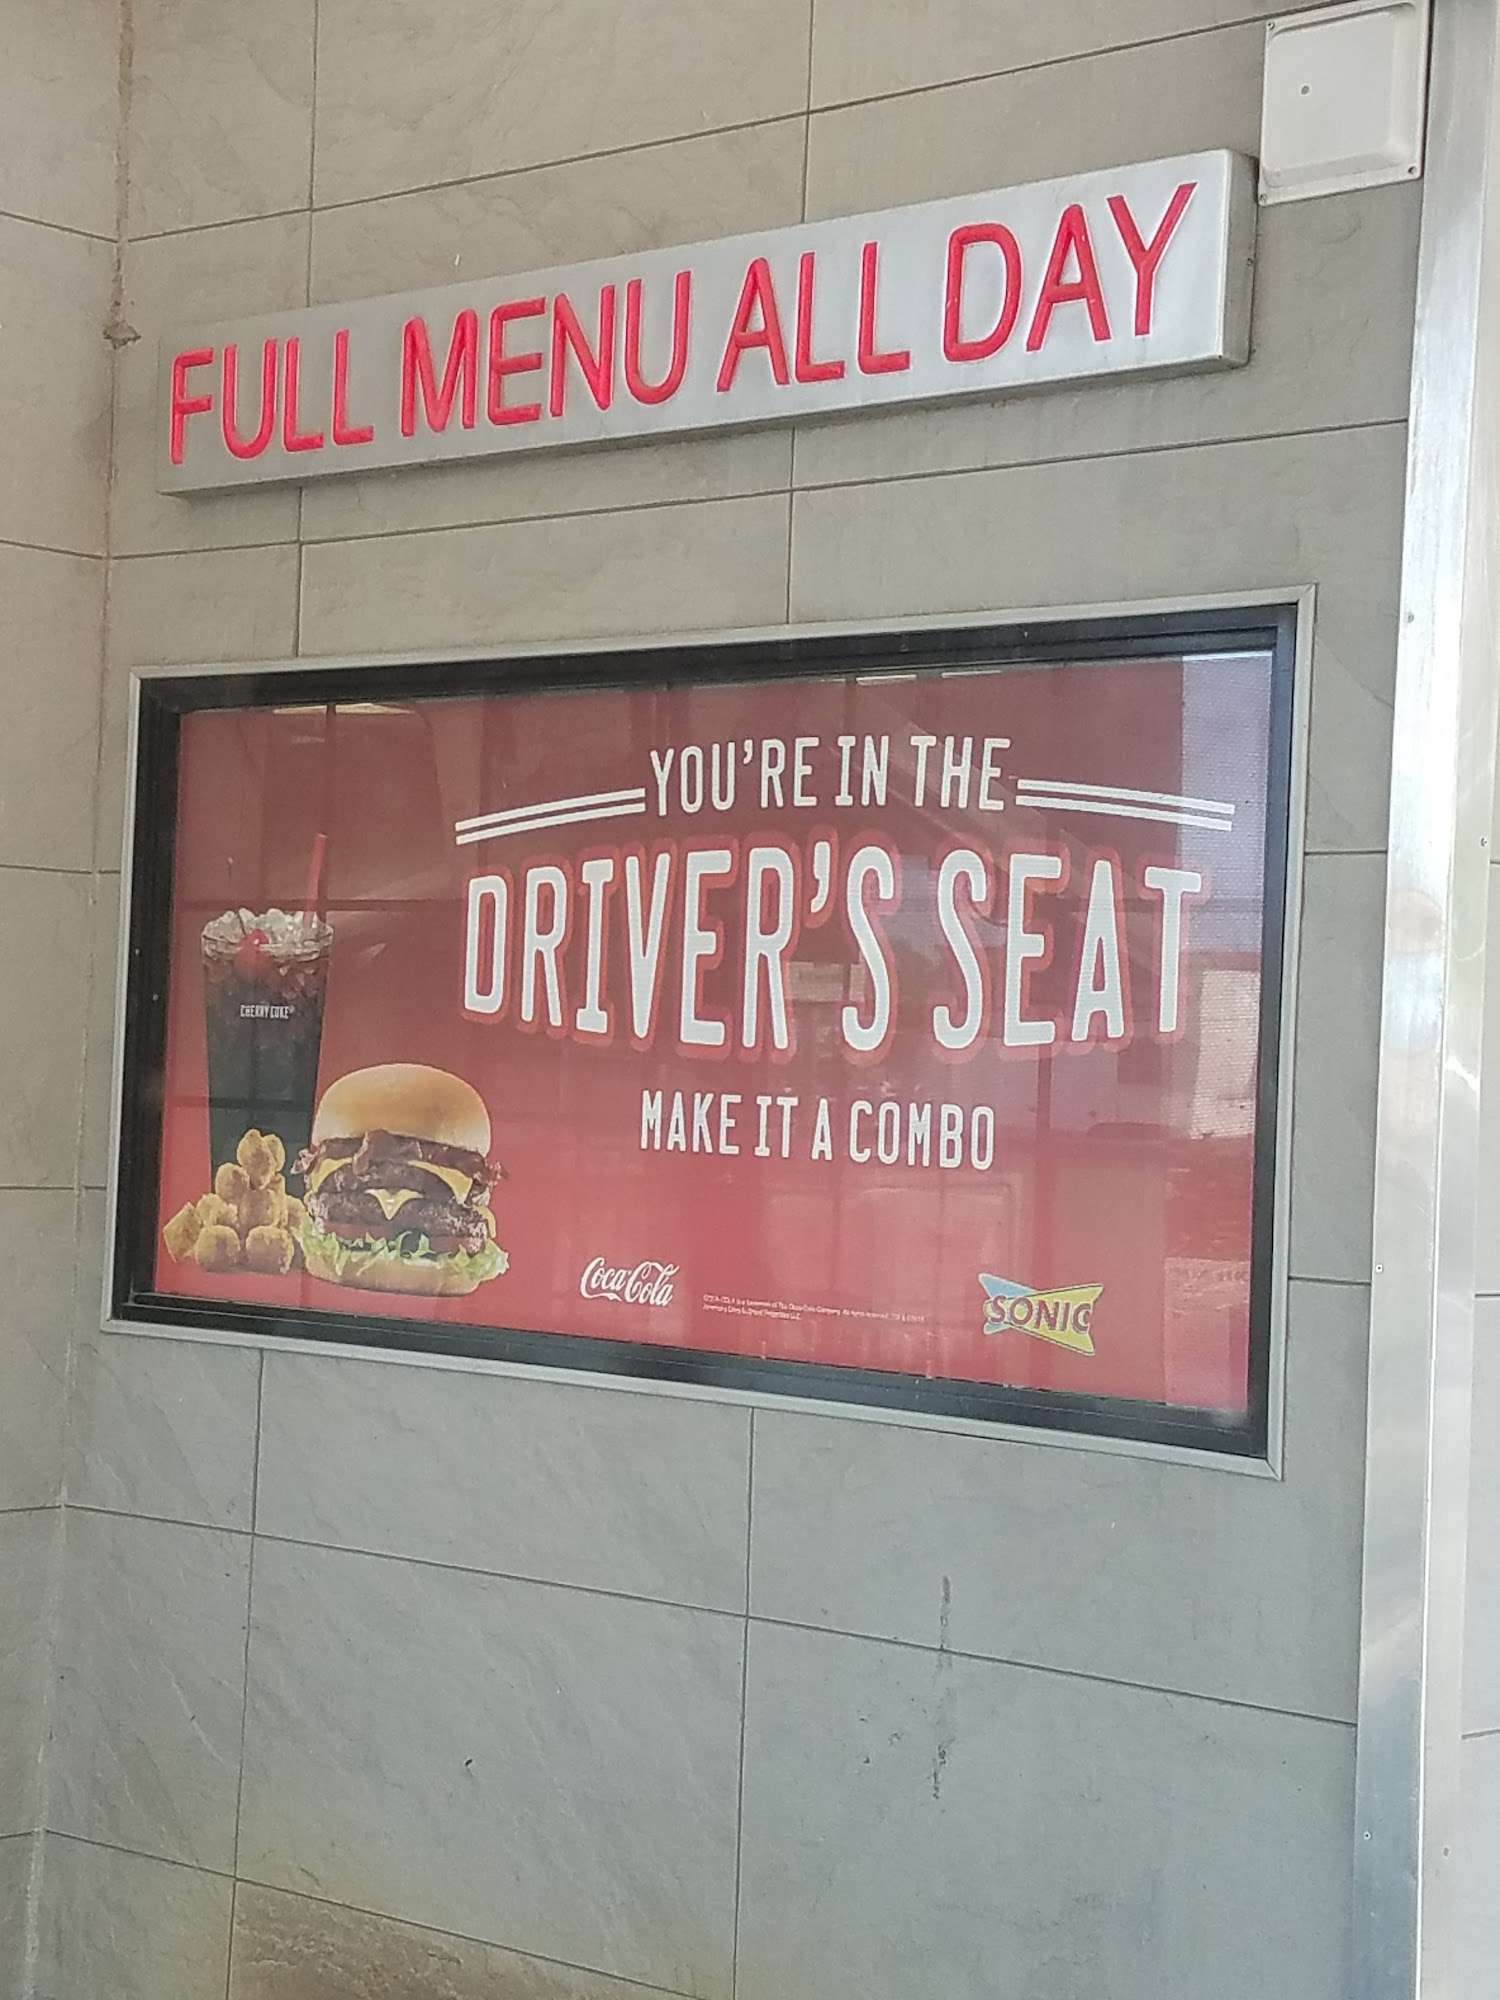 FULL MENU ALL DAY
YOU'RE IN THE
DRIVER'S SEAT
MAKE IT A COMBO
CHERRY COKE®
Coca-Cola
SONIC